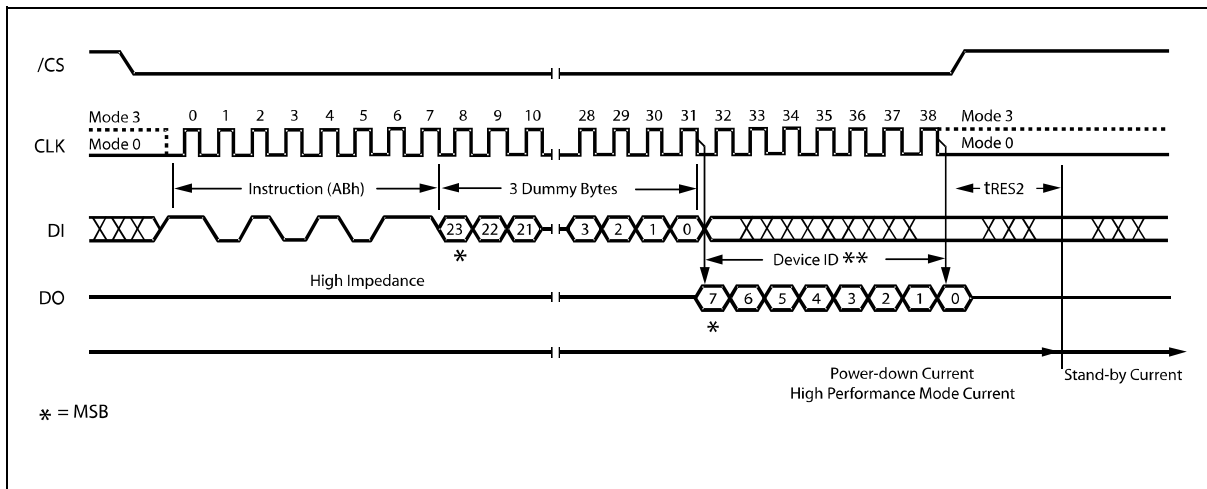 /CS
Mode 3 0 1 2 3 4 5 6 7 8 9 10 28 29 30 31 32 33 34 35 36 37 38 Mode 3
CLK Mode 0 Mode 0
Instruction (ABh) 3 Dummy Bytes tRES2
DI 23 22 21 3 2 1 0
* Device ID **
High Impedance
DO 7 6 5 4 3 2 1 0
*
Power-down Current Stand-by Current
High Performance Mode Current
* = MSB